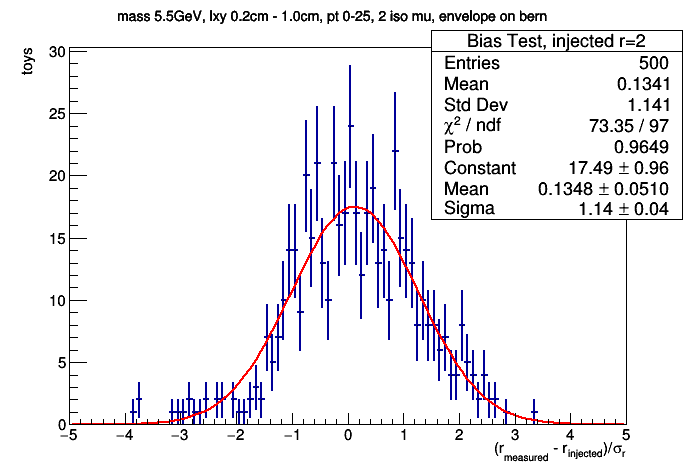 mass 5.5GeV, lxy 0.2cm - 1.0cm, pt 0-25, 2 iso mu, envelope on bern
toys
Bias Test, injected r=2
Entries 500
Mean 0.1341
Std Dev 1.141
χ² / ndf 73.35 / 97
Prob 0.9649
Constant 17.49 ± 0.96
Mean 0.1348 ± 0.0510
Sigma 1.14 ± 0.04
30
25
20
15
10
5
0
−5 −4 −3 −2 −1 0 1 2 3 4 5
(r_measured - r_injected)/σ_r